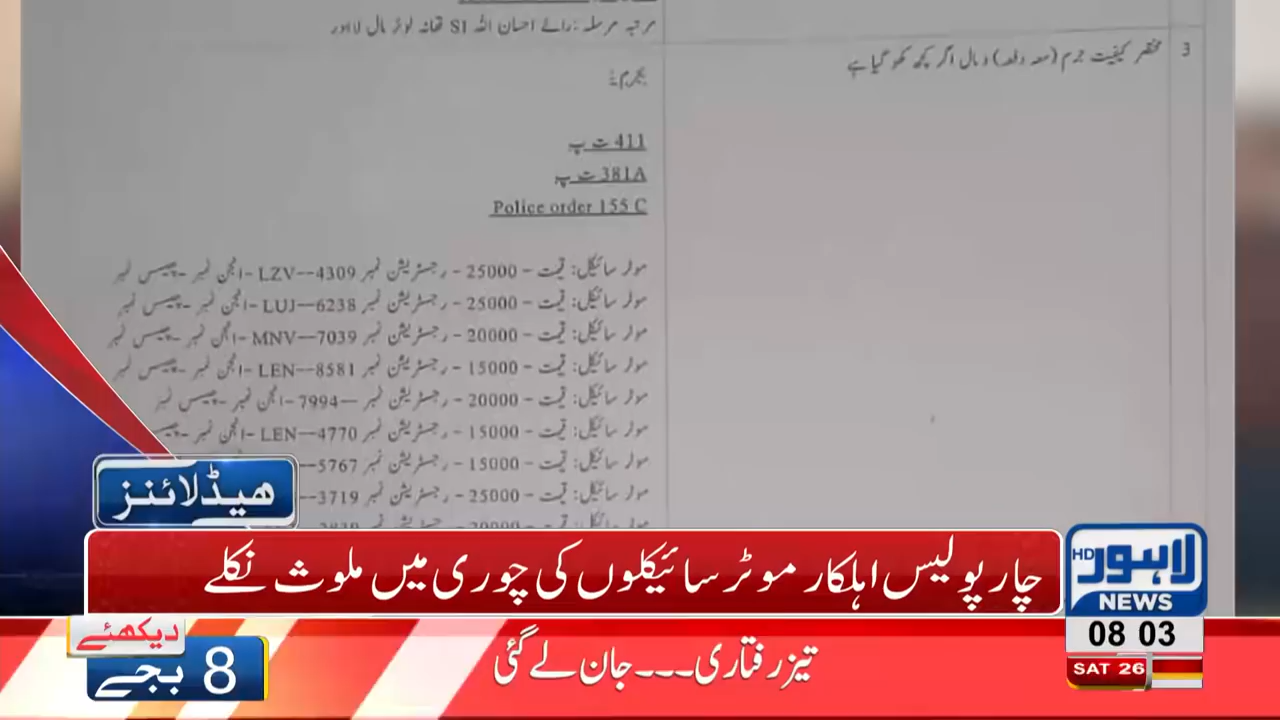 مرتبہ مرسلہ :رائے احسان اللہ SI تھانہ لوئر مال لاہور
3
مختصر کیفیت جرم (معہ دفعہ) و مال اگر کچھ کھو گیا ہے
بجرم:
411 ت پ
381A ت پ
Police order 155 C
موٹر سائیکل: قیمت - 25000 - رجسٹریشن نمبر LZV--4309 -انجن نمبر -چیسس نمبر
موٹر سائیکل: قیمت - 25000 - رجسٹریشن نمبر LUJ--6238 -انجن نمبر -چیسس نمبر
موٹر سائیکل: قیمت - 20000 - رجسٹریشن نمبر MNV--7039 -انجن نمبر -چیسس نمبر
موٹر سائیکل: قیمت - 15000 - رجسٹریشن نمبر LEN--8581 -انجن نمبر -چیسس نمبر
موٹر سائیکل: قیمت - 20000 - رجسٹریشن نمبر --7994 -انجن نمبر -چیسس نمبر
موٹر سائیکل: قیمت - 15000 - رجسٹریشن نمبر LEN--4770 -انجن نمبر -چیسس
موٹر سائیکل: قیمت - 15000 - رجسٹریشن نمبر --5767
موٹر سائیکل: قیمت - 25000 - رجسٹریشن نمبر --3719
ہیڈلائنز
چار پولیس اہلکار موٹر سائیکلوں کی چوری میں ملوث نکلے
لاہور HD
NEWS
08 03
SAT 26
دیکھئے
8 بجے
تیز رفتاری۔۔۔جان لے گئی